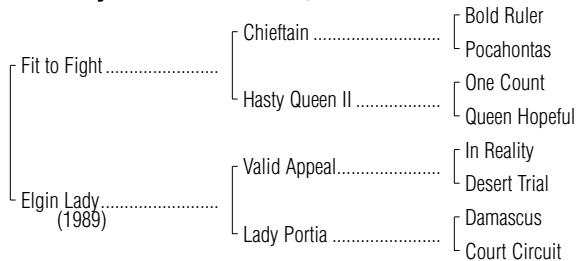 Bold Ruler
Chieftain
Pocahontas
Fit to Fight
One Count
Hasty Queen II
Queen Hopeful
In Reality
Valid Appeal
Desert Trial
Elgin Lady
(1989)
Damascus
Lady Portia
Court Circuit